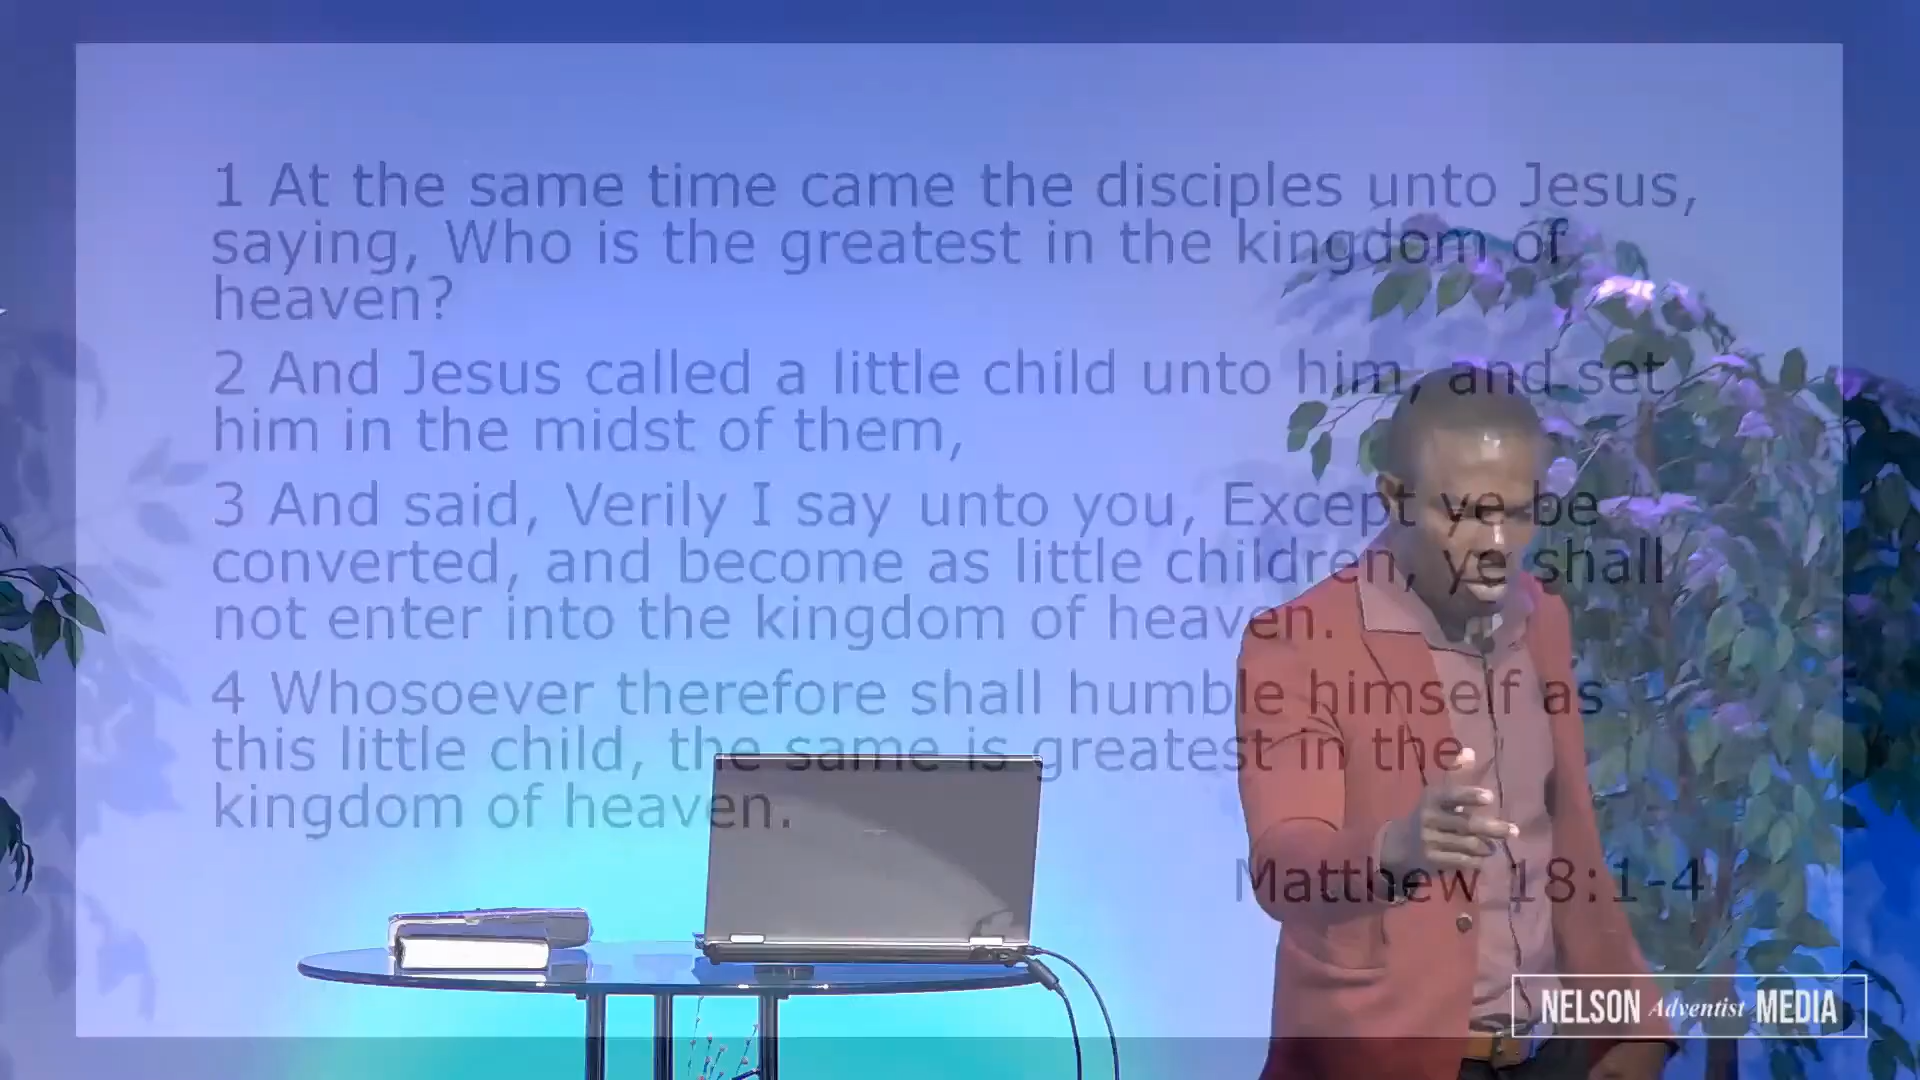 1 At the same time came the disciples unto Jesus,
saying, Who is the greatest in the kingdom of
heaven?
2 And Jesus called a little child unto him, and set
him in the midst of them,
3 And said, Verily I say unto you, Except ye be
converted, and become as little children, ye shall
not enter into the kingdom of heaven.
4 Whosoever therefore shall humble himself as
this little child, the same is greatest in the
kingdom of heaven.
Matthew 18:1-4
NELSON Adventist MEDIA